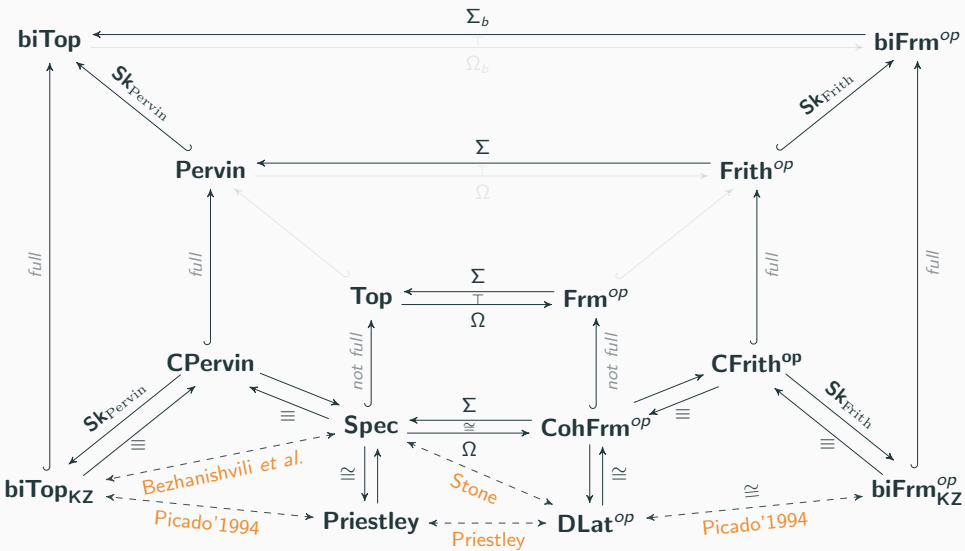 Σ_b
biTop biFrm^op
⊤
Ω_b
Sk_Pervin Sk_Frith
Σ
Pervin Frith^op
⊤
Ω
full full full full
Σ
Top ⊤ Frm^op
Ω
not full not full
CPervin CFrith^op
Sk_Pervin Sk_Frith
≡ ≡ ≡ ≡
Σ
Spec ≅ CohFrm^op
Ω
Bezhanishvili et al.
≅ Stone ≅
biTop_KZ ≅ biFrm^op_KZ
Picado'1994 Priestley DLat^op Picado'1994
Priestley